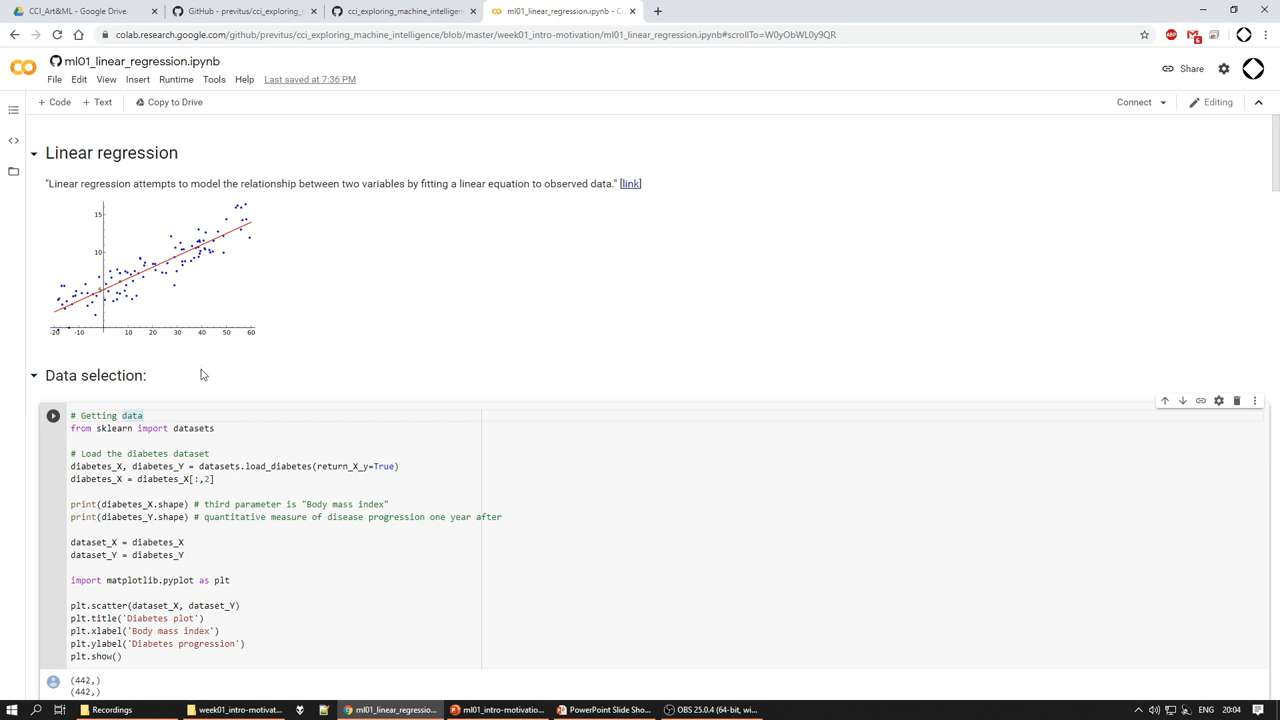 CCI_Art&ML - Google Drive
GitHub - previtus/cci_exploring_m
cci_exploring_machine_intelligenc
ml01_linear_regression.ipynb - Co
colab.research.google.com/github/previtus/cci_exploring_machine_intelligence/blob/master/week01_intro-motivation/ml01_linear_regression.ipynb#scrollTo=W0yObWL0y9QR
ABP
6
ml01_linear_regression.ipynb
File Edit View Insert Runtime Tools Help Last saved at 7:36 PM
Share
+ Code + Text Copy to Drive
Connect Editing
Linear regression
"Linear regression attempts to model the relationship between two variables by fitting a linear equation to observed data." [link]
15
10
5
-20 -10 10 20 30 40 50 60
Data selection:
# Getting data
from sklearn import datasets
# Load the diabetes dataset
diabetes_X, diabetes_Y = datasets.load_diabetes(return_X_y=True)
diabetes_X = diabetes_X[:,2]
print(diabetes_X.shape) # third parameter is "Body mass index"
print(diabetes_Y.shape) # quantitative measure of disease progression one year after
dataset_X = diabetes_X
dataset_Y = diabetes_Y
import matplotlib.pyplot as plt
plt.scatter(dataset_X, dataset_Y)
plt.title('Diabetes plot')
plt.xlabel('Body mass index')
plt.ylabel('Diabetes progression')
plt.show()
(442,)
(442,)
Recordings
week01_intro-motivat...
ml01_linear_regressio...
ml01-intro-motivatio...
PowerPoint Slide Sho...
OBS 25.0.4 (64-bit, wi...
ENG 20:04